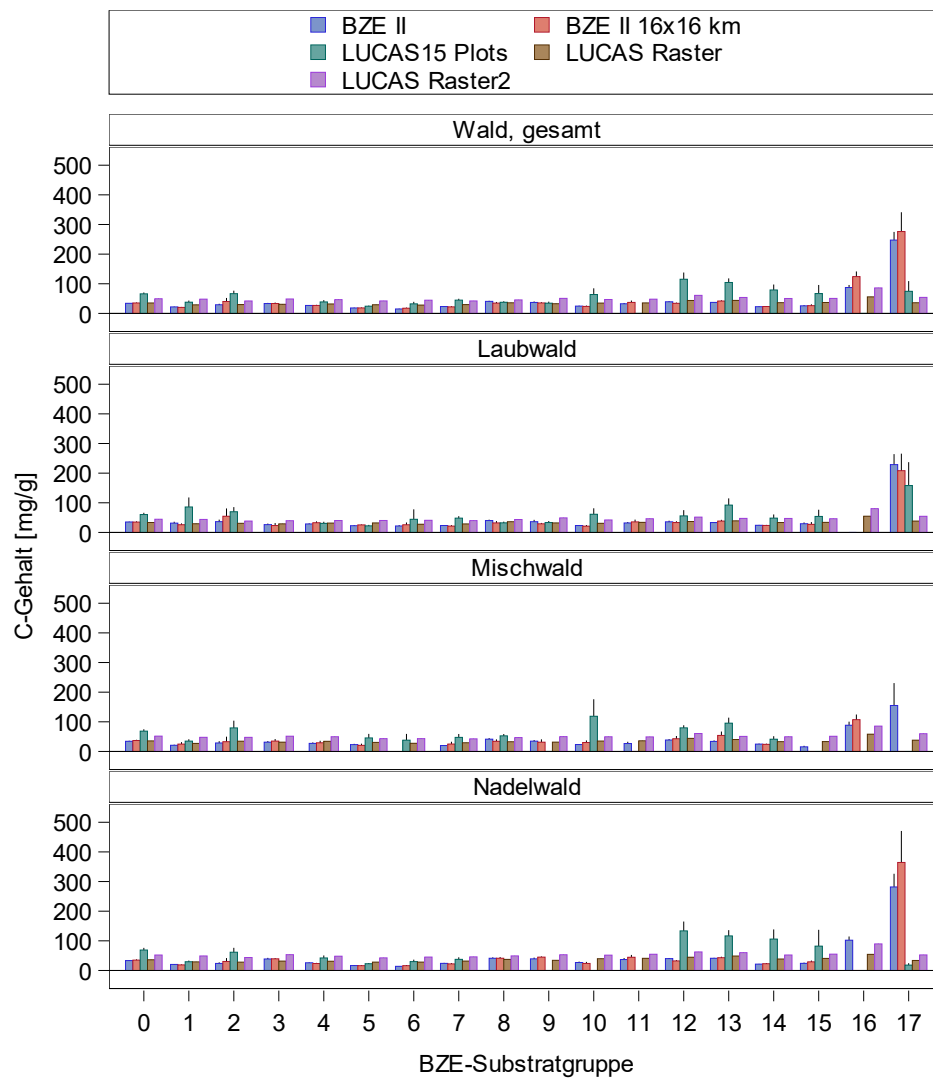 BZE II
BZE II 16x16 km
LUCAS15 Plots
LUCAS Raster
LUCAS Raster2
Wald, gesamt
500
400
300
200
100
0
Laubwald
500
400
300
200
100
0
Mischwald
500
400
300
200
100
0
Nadelwald
500
400
300
200
100
0
C-Gehalt [mg/g]
0 1 2 3 4 5 6 7 8 9 10 11 12 13 14 15 16 17
BZE-Substratgruppe